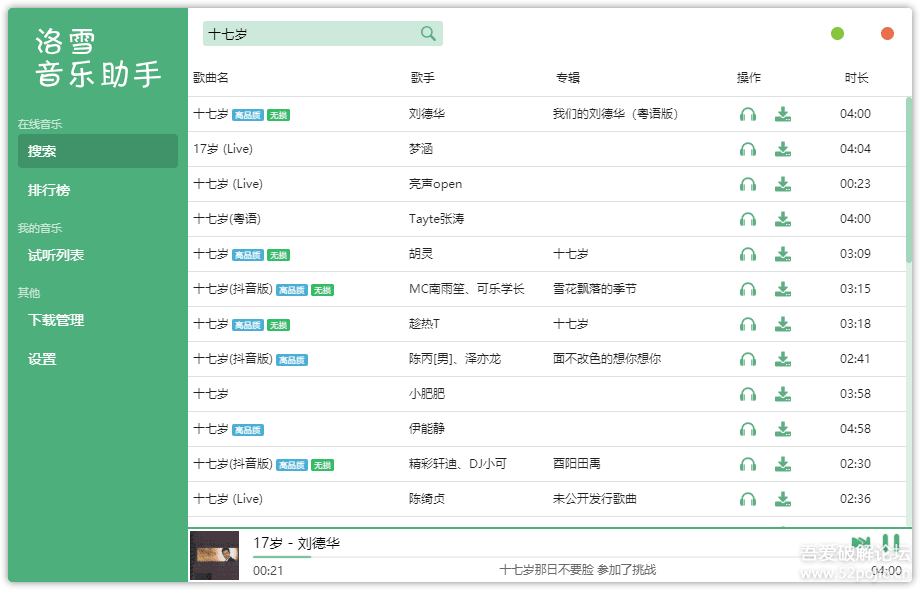 洛雪
音乐助手
在线音乐
搜索
排行榜
我的音乐
试听列表
其他
下载管理
设置
十七岁
歌曲名 歌手 专辑 操作 时长
十七岁 高品质 无损 刘德华 我们的刘德华（粤语版） 04:00
17岁 (Live) 梦涵 04:04
十七岁 (Live) 亮声open 00:23
十七岁(粤语) Tayte张涛 04:00
十七岁 高品质 无损 胡灵 十七岁 03:09
十七岁(抖音版) 高品质 无损 MC南雨笙、可乐学长 雪花飘落的季节 03:15
十七岁 高品质 无损 趁热T 十七岁 03:18
十七岁(抖音版) 高品质 陈丙[男]、泽亦龙 面不改色的想你想你 02:41
十七岁 小肥肥 03:58
十七岁 高品质 伊能静 04:58
十七岁(抖音版) 高品质 无损 精彩轩迪、DJ小可 酉阳田禹 02:30
十七岁 (Live) 陈绮贞 未公开发行歌曲 02:36
17岁 - 刘德华
00:21 十七岁那日不要脸 参加了挑战 04:00
吾爱破解论坛
www.52pojie.cn